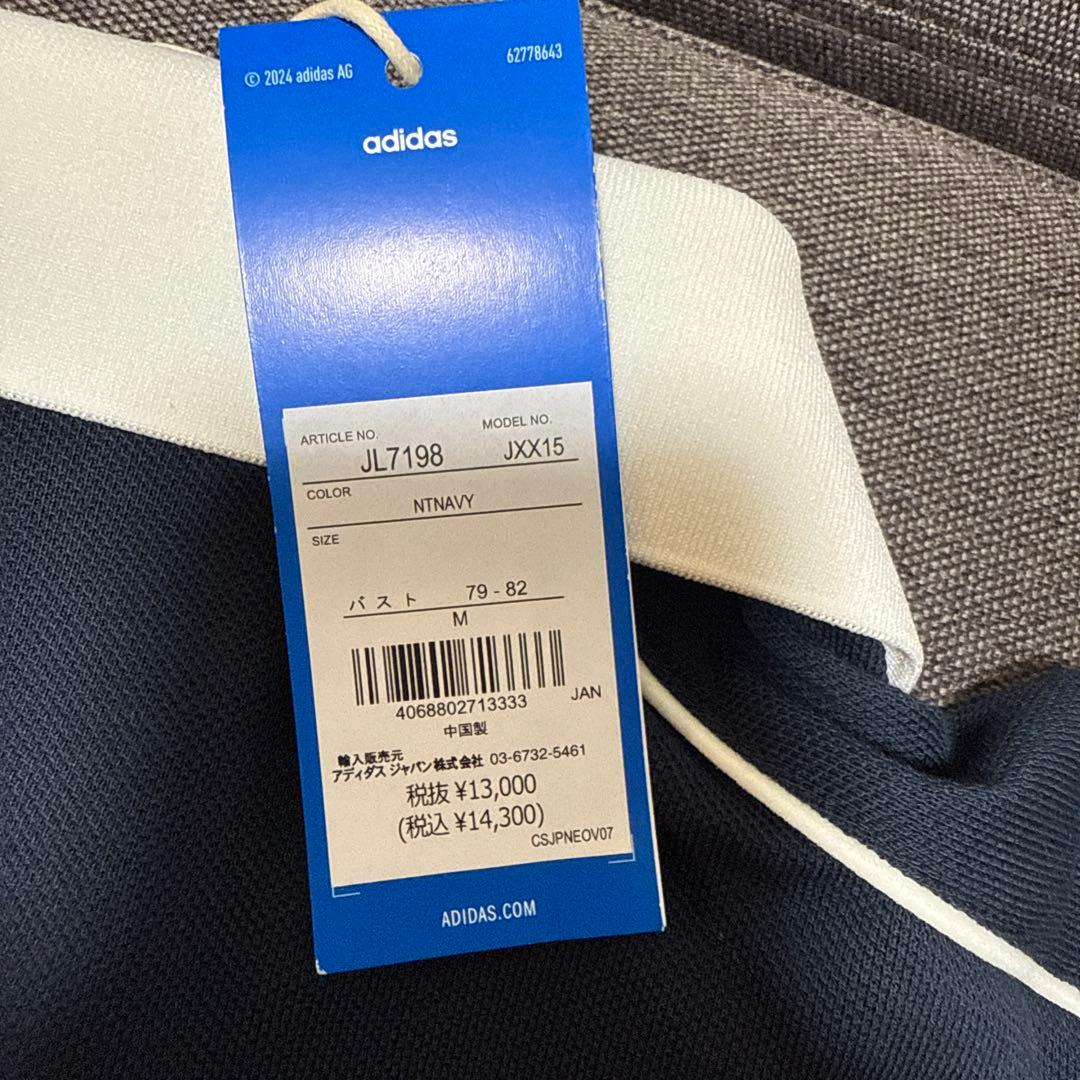 © 2024 adidas AG
62778643
adidas
ARTICLE NO.
MODEL NO.
JL7198
JXX15
COLOR
NTNAVY
SIZE
バスト 79 - 82
M
4068802713333
JAN
中国製
輸入販売元
アディダス ジャパン株式会社 03-6732-5461
税抜 ¥13,000
(税込 ¥14,300)
CSJPNEOV07
ADIDAS.COM